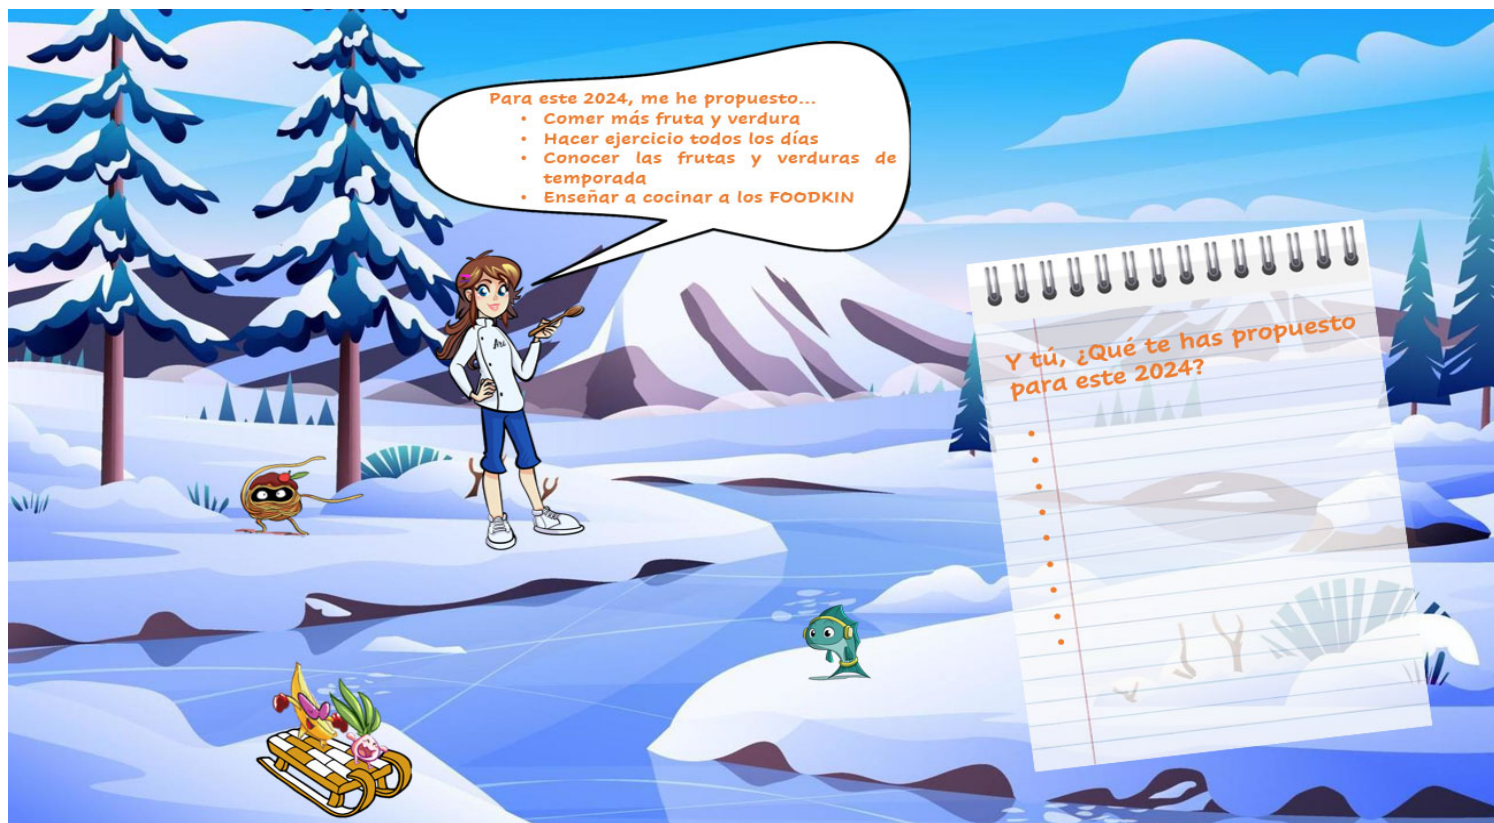 Para este 2024, me he propuesto...
• Comer más fruta y verdura
• Hacer ejercicio todos los días
• Conocer las frutas y verduras de
temporada
• Enseñar a cocinar a los FOODKIN
Ari
Y tú, ¿Qué te has propuesto
para este 2024?